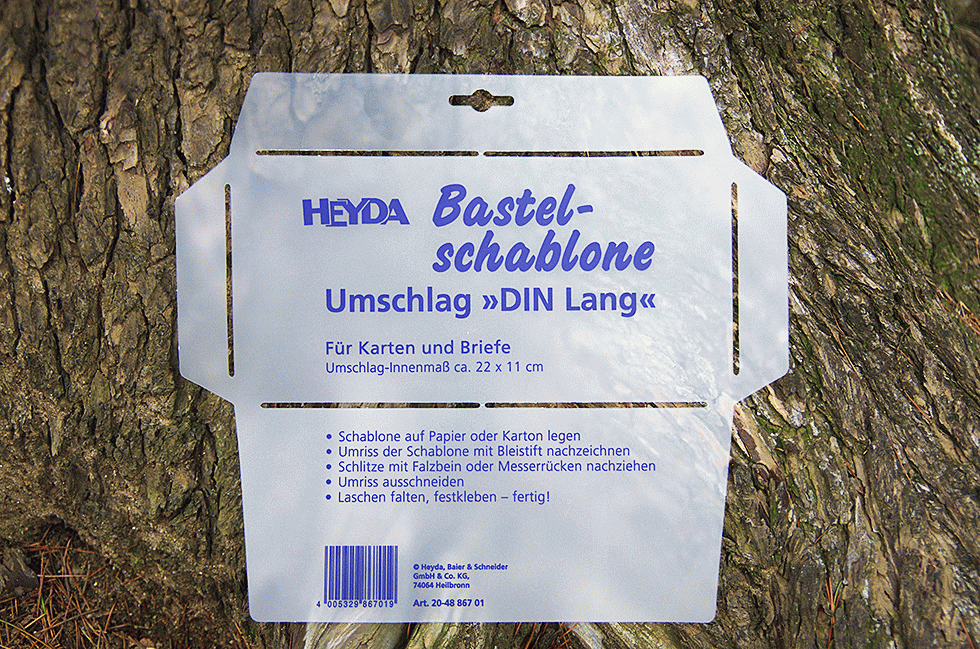 HEYDA Bastel-
schablone
Umschlag »DIN Lang«
Für Karten und Briefe
Umschlag-Innenmaß ca. 22 x 11 cm
• Schablone auf Papier oder Karton legen
• Umriss der Schablone mit Bleistift nachzeichnen
• Schlitze mit Falzbein oder Messerrücken nachziehen
• Umriss ausschneiden
• Laschen falten, festkleben – fertig!
© Heyda, Baier & Schneider
GmbH & Co. KG,
74064 Heilbronn
4 005329 867019
Art. 20-48 867 01